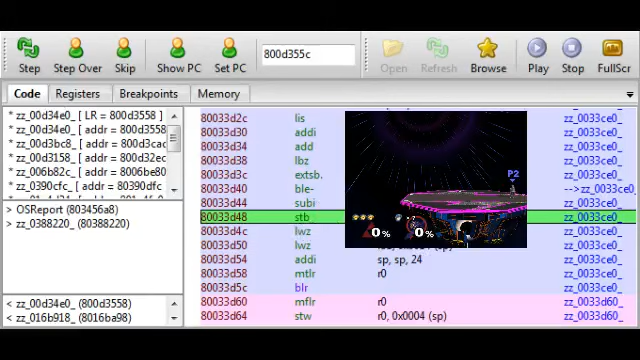 Step Step Over Skip Show PC Set PC 800d355c Open Refresh Browse Play Stop FullScr
Code Registers Breakpoints Memory
* zz_00d34e0_ [ LR = 800d3558 ]
* zz_00d34e0_ [ addr = 800d3558
* zz_00d3bc8_ [ addr = 800d3cac
* zz_00d3158_ [ addr = 800d32ec
* zz_006b82c_ [ addr = 8006be80
* zz_0390dfc_ [ addr = 80390dfc
> OSReport (803456a8)
> zz_0388220_ (80388220)
< zz_00d34e0_ (800d3558)
< zz_016b918_ (8016ba98)
80033d2c lis zz_0033ce0_
80033d30 addi zz_0033ce0_
80033d34 add zz_0033ce0_
80033d38 lbz zz_0033ce0_
80033d3c extsb. zz_0033ce0_
80033d40 ble- -->zz_0033ce0_
80033d44 subi zz_0033ce0_
80033d48 stb zz_0033ce0_
80033d4c lwz zz_0033ce0_
80033d50 lwz zz_0033ce0_
80033d54 addi sp, sp, 24 zz_0033ce0_
80033d58 mtlr r0 zz_0033ce0_
80033d5c blr zz_0033ce0_
80033d60 mflr r0 zz_0033d60_
80033d64 stw r0, 0x0004 (sp) zz_0033d60_
P2
0% 0%